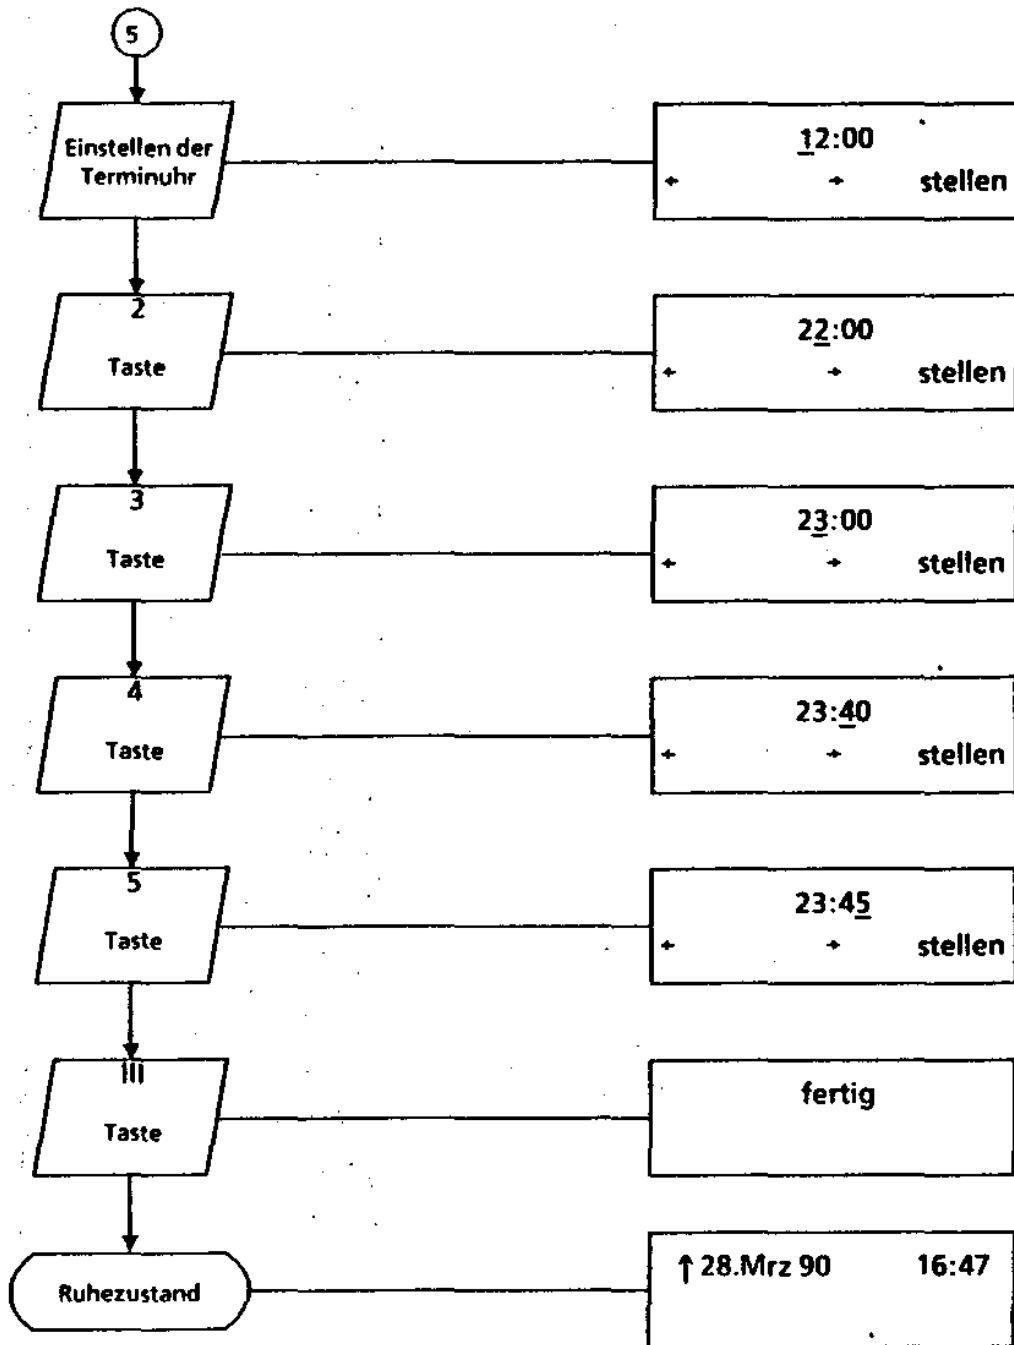 5
Einstellen der
Terminuhr
12:00
← → stellen
2
Taste
22:00
← → stellen
3
Taste
23:00
← → stellen
4
Taste
23:40
← → stellen
5
Taste
23:45
← → stellen
III
Taste
fertig
Ruhezustand
↑ 28.Mrz 90 16:47